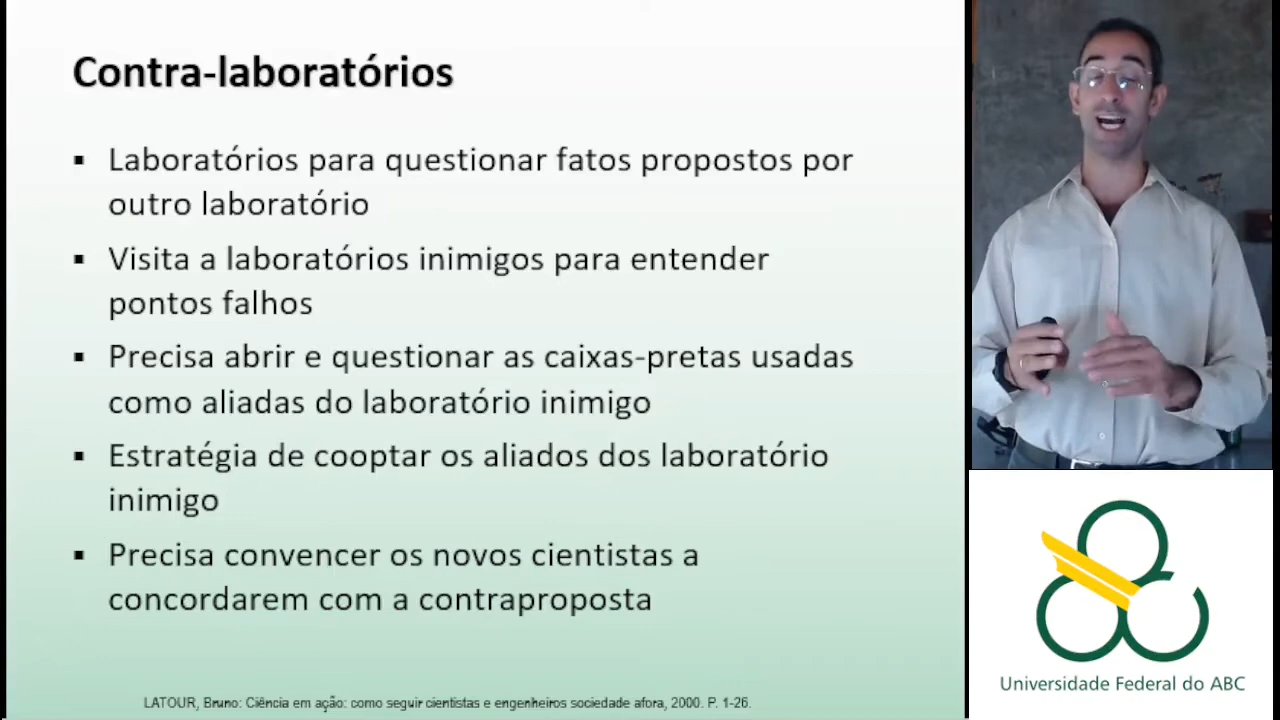 Contra-laboratórios
▪ Laboratórios para questionar fatos propostos por
outro laboratório
▪ Visita a laboratórios inimigos para entender
pontos falhos
▪ Precisa abrir e questionar as caixas-pretas usadas
como aliadas do laboratório inimigo
▪ Estratégia de cooptar os aliados dos laboratório
inimigo
▪ Precisa convencer os novos cientistas a
concordarem com a contraproposta
LATOUR, Bruno: Ciência em ação: como seguir cientistas e engenheiros sociedade afora, 2000. P. 1-26.
Universidade Federal do ABC